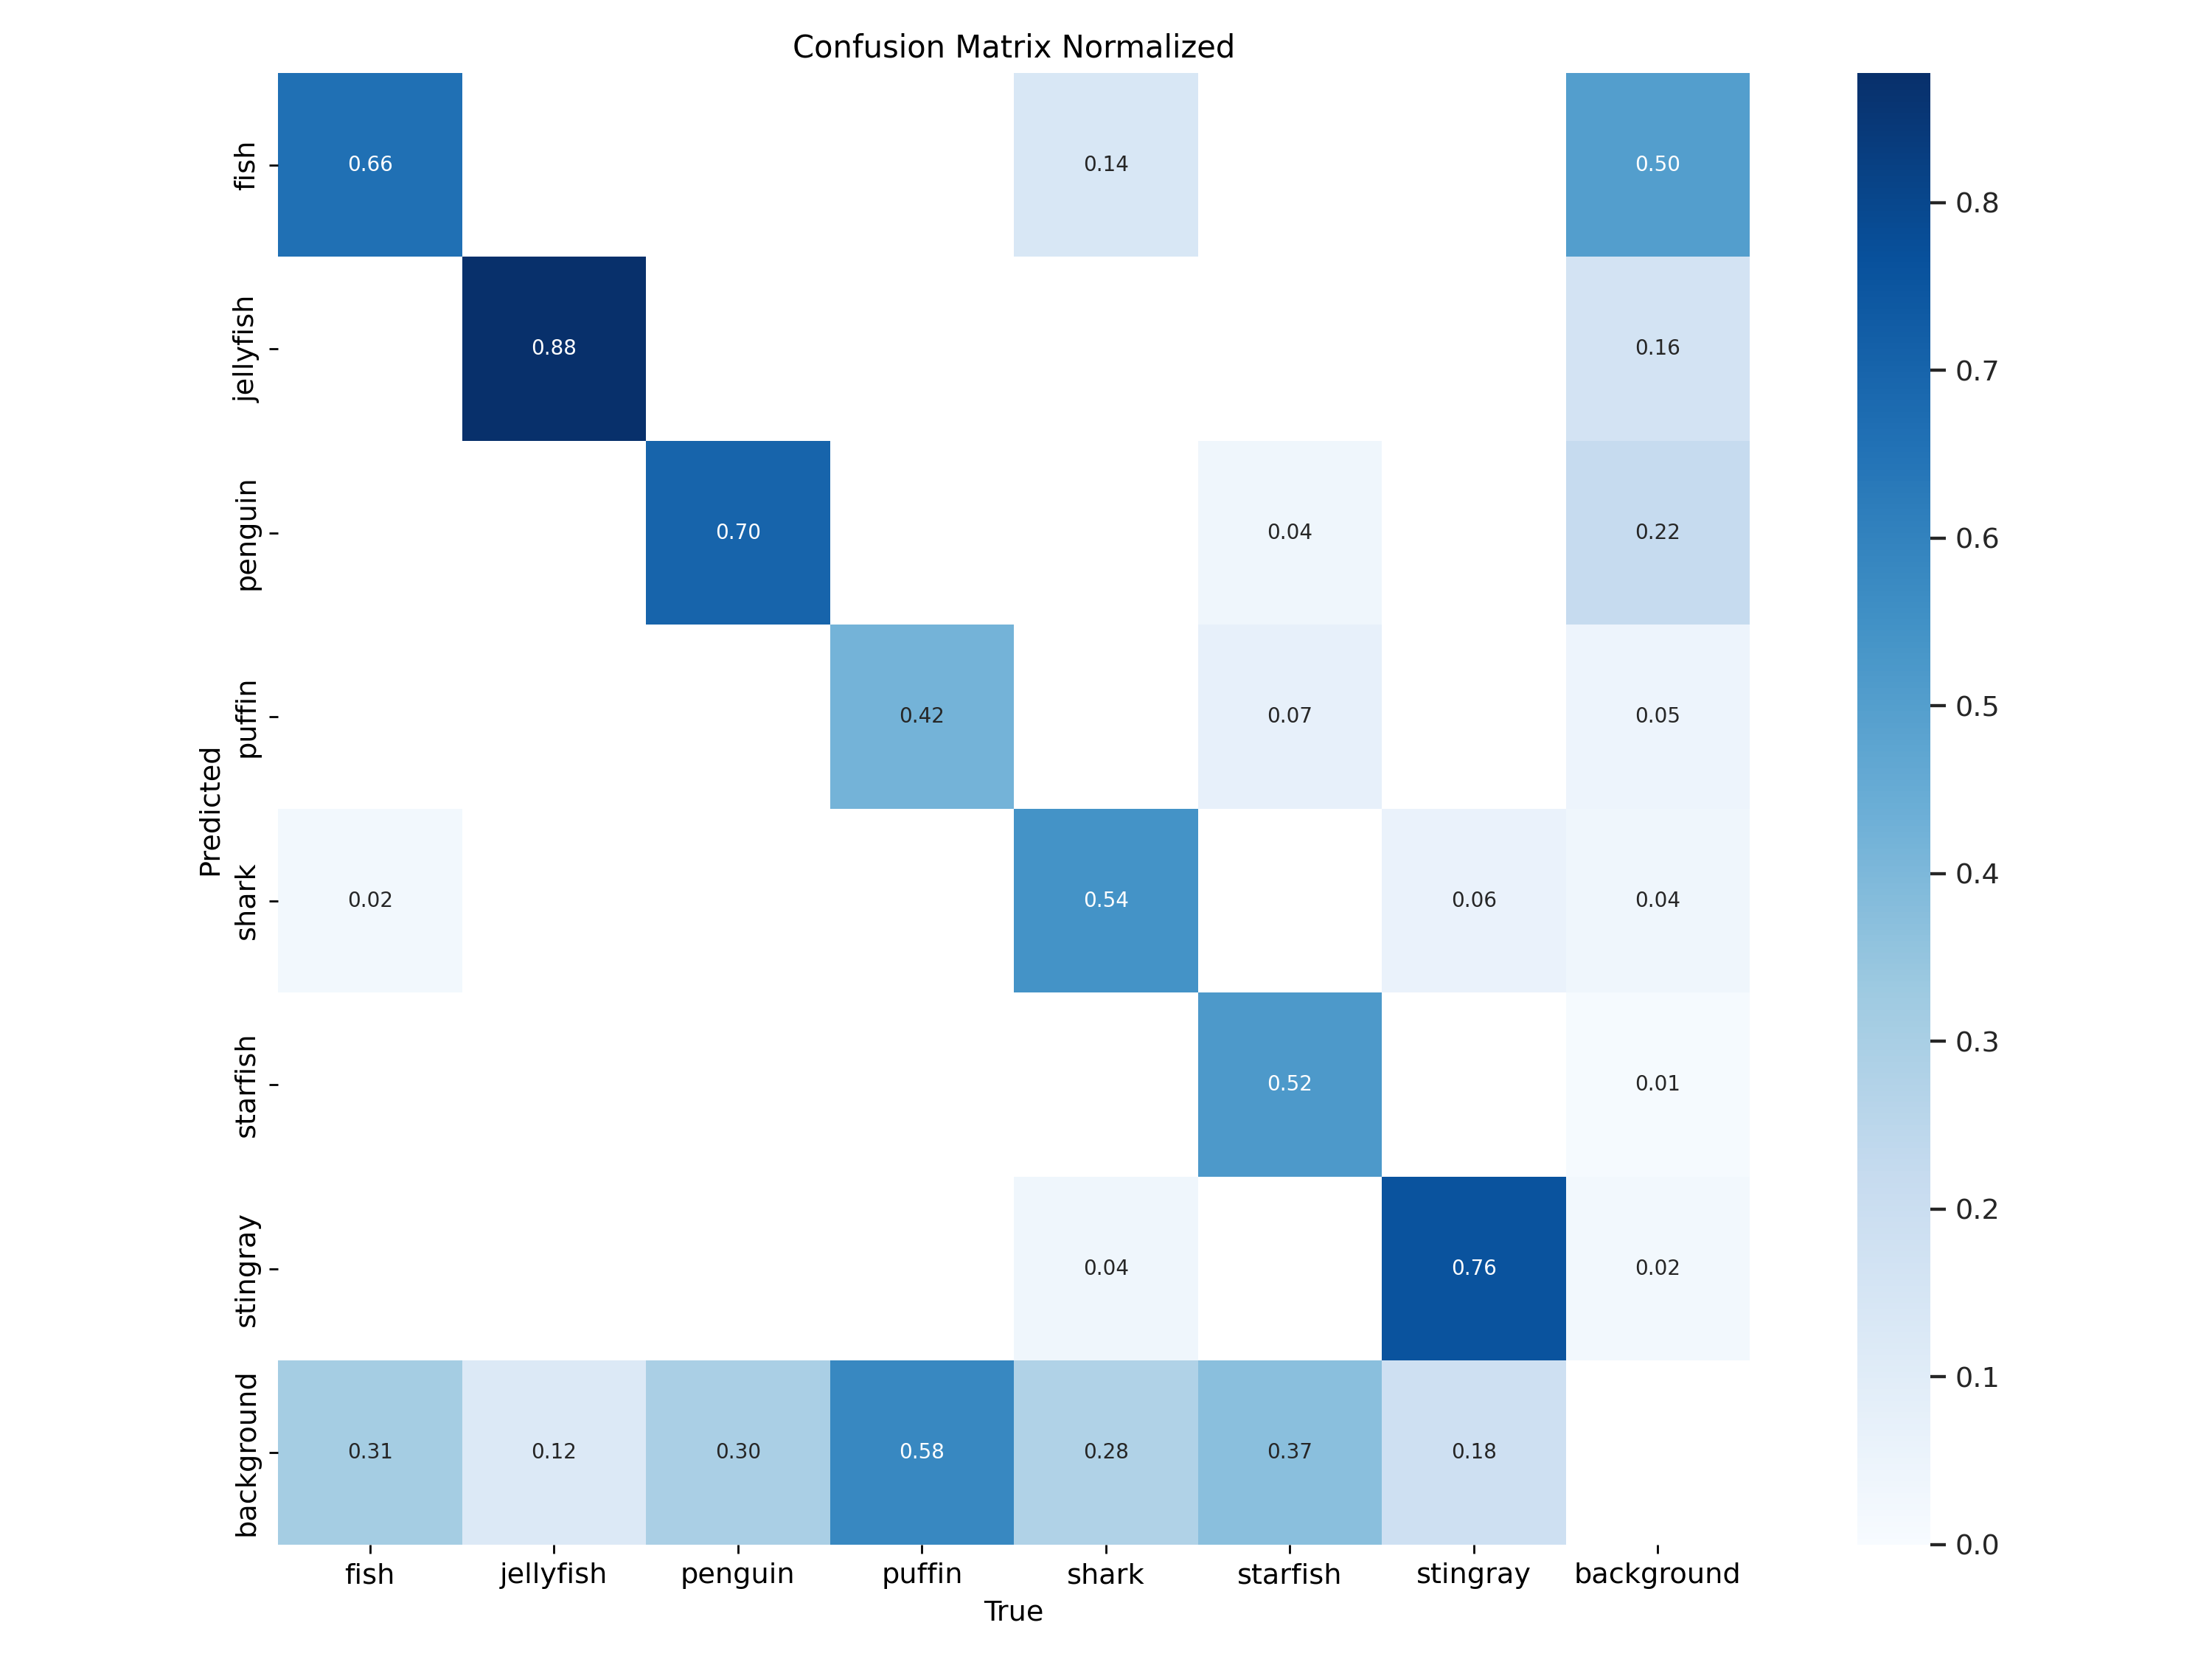 Confusion Matrix Normalized
fish
0.66
0.14
0.50
jellyfish
0.88
0.16
penguin
0.70
0.04
0.22
puffin
0.42
0.07
0.05
shark
0.02
0.54
0.06
0.04
starfish
0.52
0.01
stingray
0.04
0.76
0.02
background
0.31
0.12
0.30
0.58
0.28
0.37
0.18
Predicted
fish
jellyfish
penguin
puffin
shark
starfish
stingray
background
True
0.8
0.7
0.6
0.5
0.4
0.3
0.2
0.1
0.0